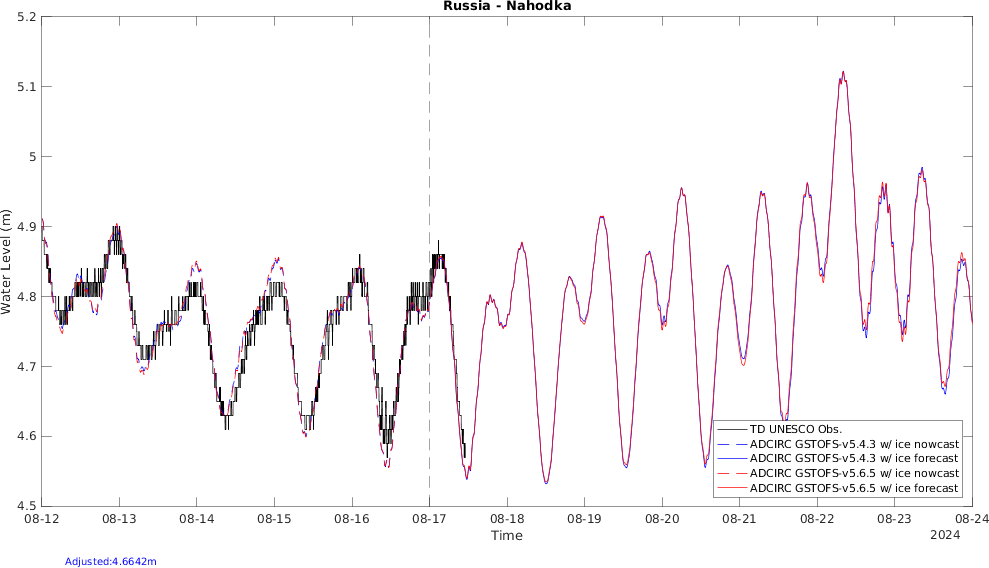 Russia - Nahodka
5.2
5.1
5
4.9
4.8
4.7
4.6
4.5
Water Level (m)
TD UNESCO Obs.
ADCIRC GSTOFS-v5.4.3 w/ ice nowcast
ADCIRC GSTOFS-v5.4.3 w/ ice forecast
ADCIRC GSTOFS-v5.6.5 w/ ice nowcast
ADCIRC GSTOFS-v5.6.5 w/ ice forecast
08-12 08-13 08-14 08-15 08-16 08-17 08-18 08-19 08-20 08-21 08-22 08-23 08-24
Time
2024
Adjusted:4.6642m